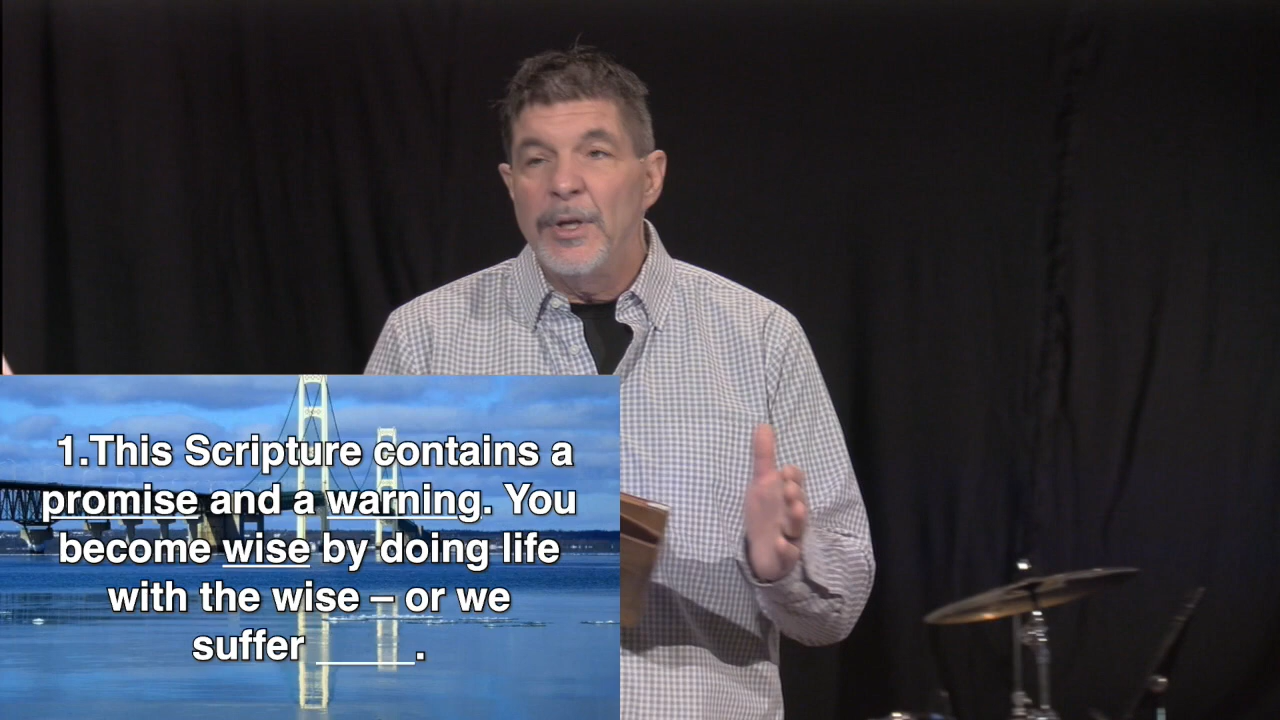 1.This Scripture contains a
promise and a warning. You
become wise by doing life
with the wise – or we
suffer _____.